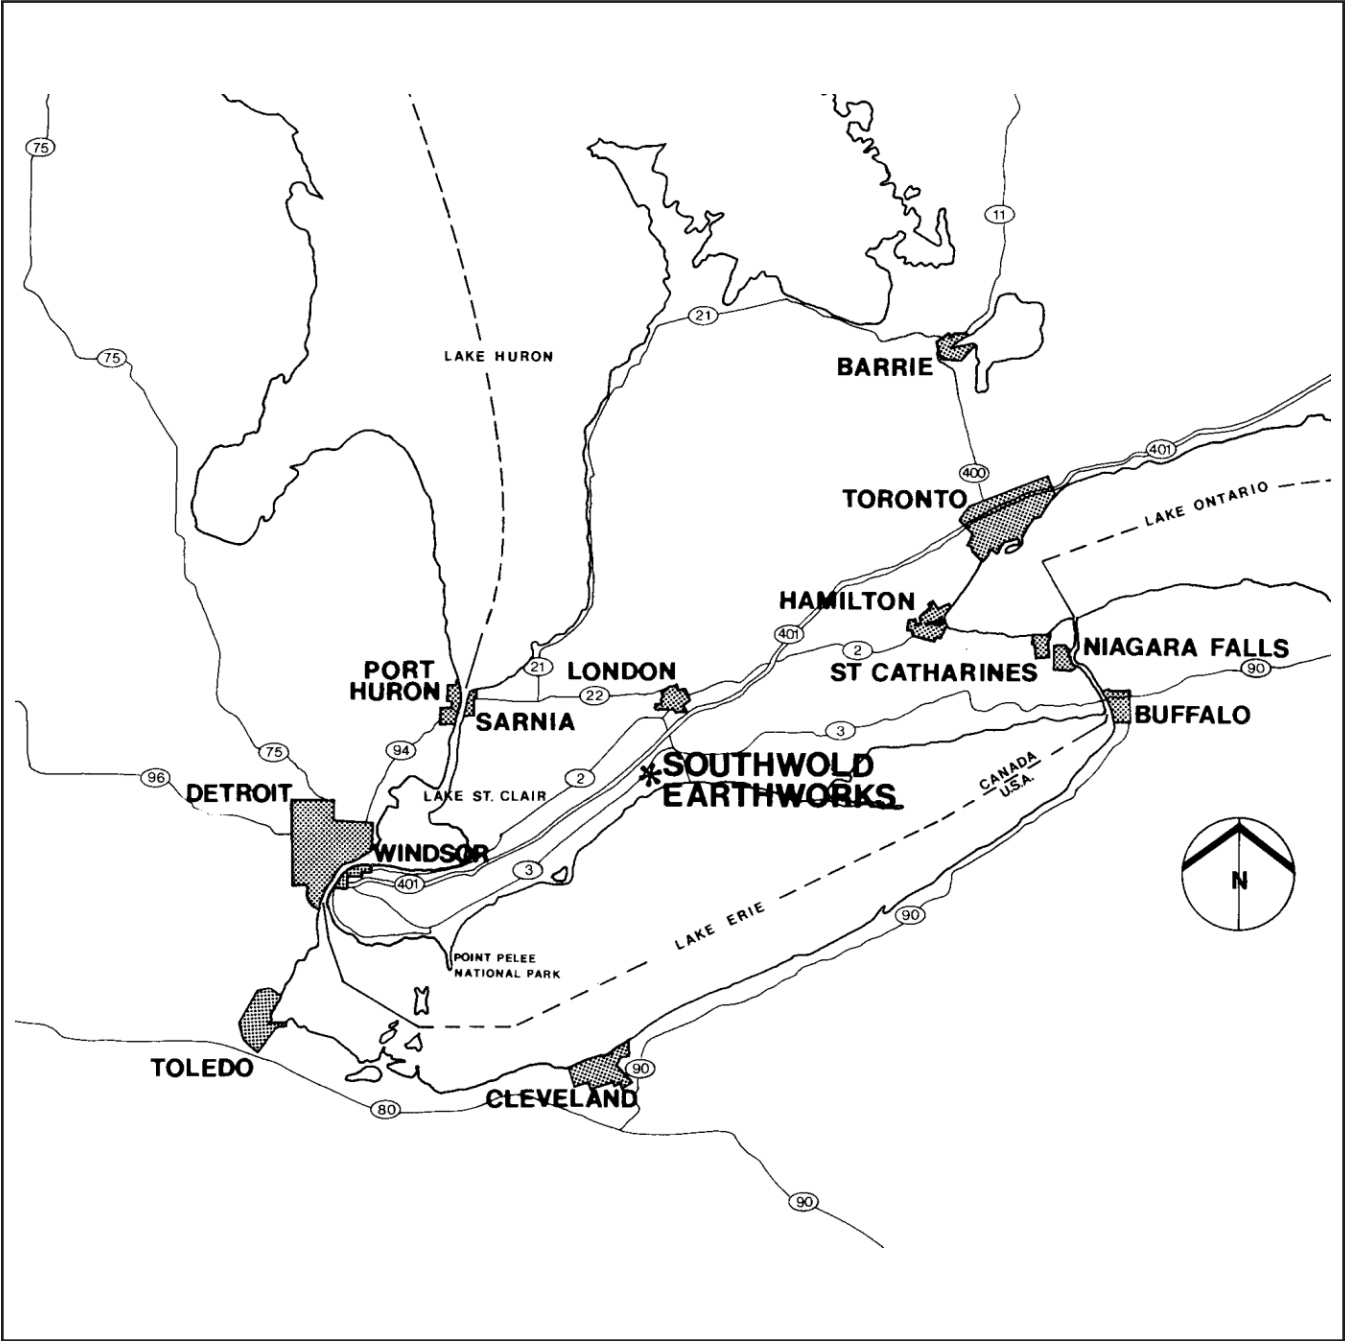 75
11
21
75
LAKE HURON
BARRIE
401
400
TORONTO
LAKE ONTARIO
HAMILTON
401
2
NIAGARA FALLS
90
PORT
HURON
21
LONDON
ST CATHARINES
22
SARNIA
BUFFALO
3
75
94
96
2
SOUTHWOLD
EARTHWORKS
CANADA
U.S.A.
DETROIT
LAKE ST. CLAIR
WINDSOR
401
3
N
90
LAKE ERIE
POINT PELEE
NATIONAL PARK
TOLEDO
90
CLEVELAND
80
90